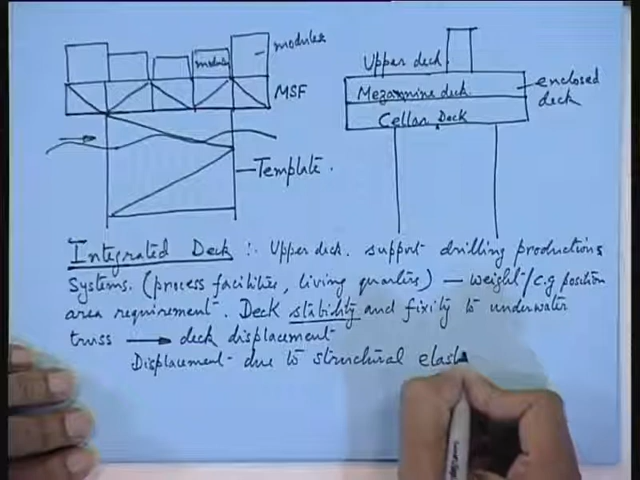 modules
module
MSF
Template.
Upper deck
Mezannine deck
Cellar Deck
enclosed
deck
Integrated Deck :- Upper deck. support drilling productions
Systems. (process facilities, living quarters) — weight/c.g position
area requirement. Deck stability and fixity to underwater
truss → deck displacement
Displacement due to structural elast